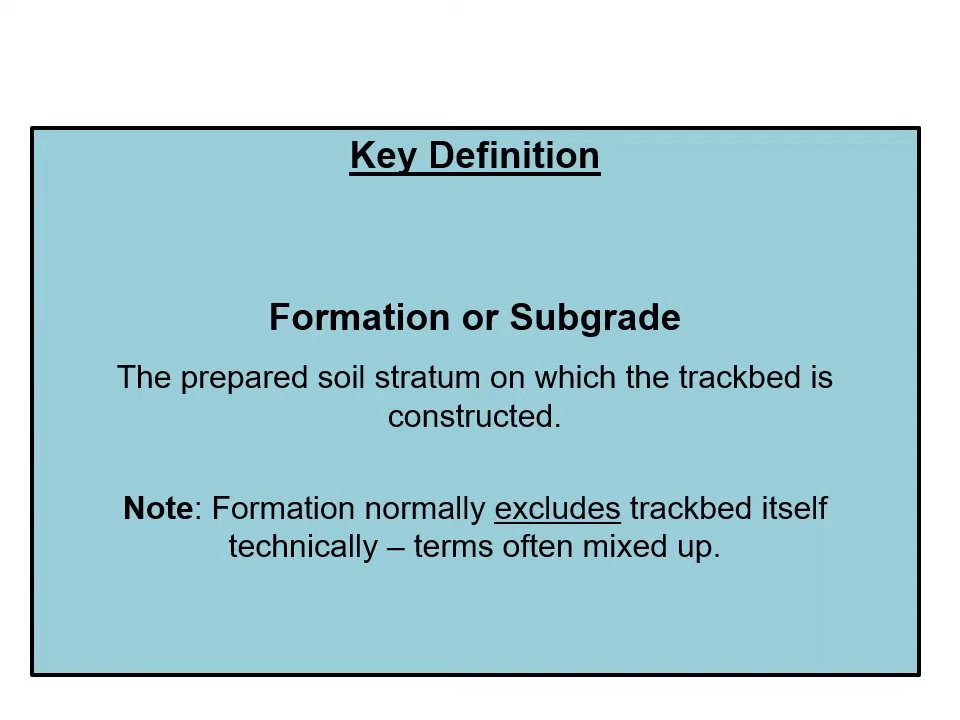 Key Definition
Formation or Subgrade
The prepared soil stratum on which the trackbed is
constructed.
Note: Formation normally excludes trackbed itself
technically – terms often mixed up.